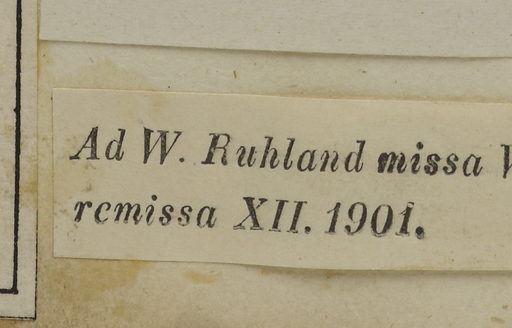 Ad W. Ruhland missa V
remissa XII. 1901.